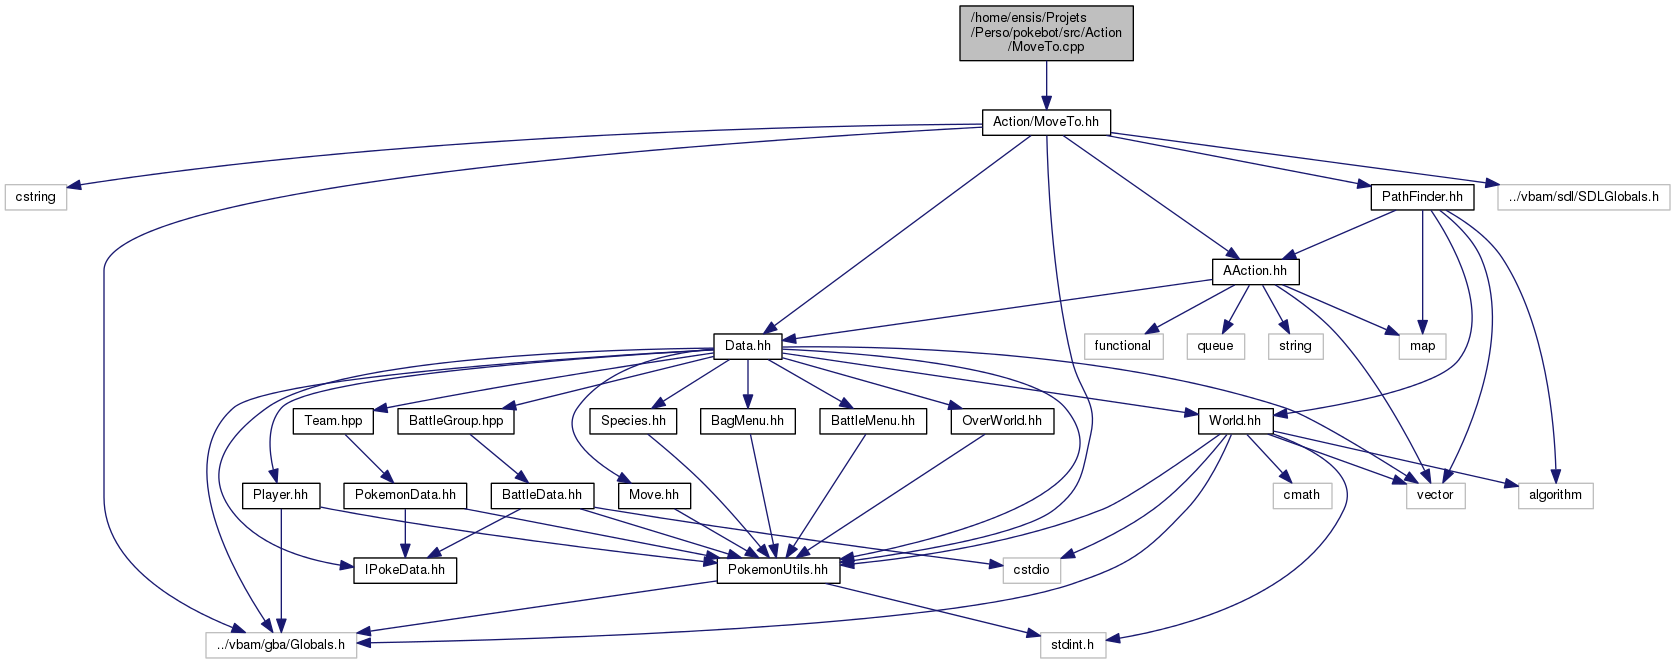 /home/ensis/Projets
/Perso/pokebot/src/Action
/MoveTo.cpp
Action/MoveTo.hh
cstring
PathFinder.hh
../vbam/sdl/SDLGlobals.h
AAction.hh
Data.hh
functional
queue
string
map
Team.hpp
BattleGroup.hpp
Species.hh
BagMenu.hh
BattleMenu.hh
OverWorld.hh
World.hh
Player.hh
PokemonData.hh
BattleData.hh
Move.hh
cmath
vector
algorithm
IPokeData.hh
PokemonUtils.hh
cstdio
../vbam/gba/Globals.h
stdint.h